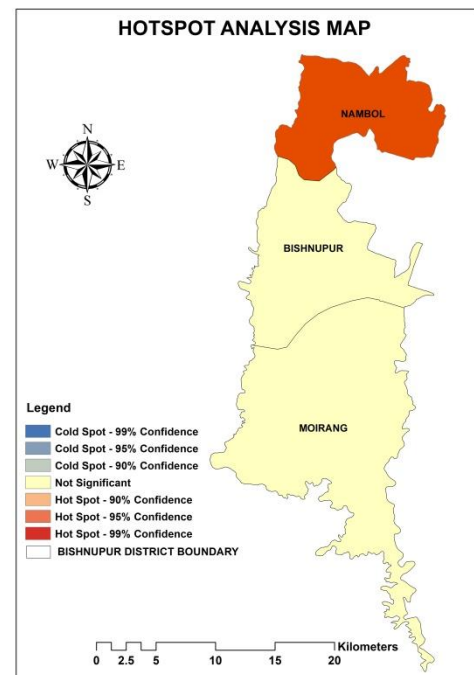 HOTSPOT ANALYSIS MAP
NAMBOL
N
W E
S
BISHNUPUR
MOIRANG
Legend
Cold Spot - 99% Confidence
Cold Spot - 95% Confidence
Cold Spot - 90% Confidence
Not Significant
Hot Spot - 90% Confidence
Hot Spot - 95% Confidence
Hot Spot - 99% Confidence
BISHNUPUR DISTRICT BOUNDARY
Kilometers
0 2.5 5 10 15 20